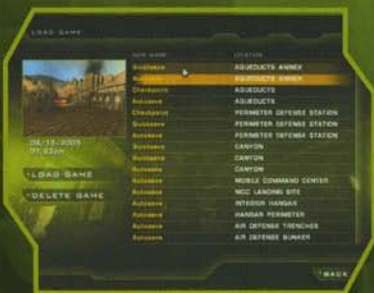 LOAD GAME
SAVE NAME LOCATION
Quicksave AQUEDUCTS ANNEX
AQUEDUCTS ANNEX
Checkpoint AQUEDUCTS
Autosave AQUEDUCTS
Checkpoint PERIMETER DEFENSE STATION
Quicksave PERIMETER DEFENSE STATION
Autosave PERIMETER DEFENSE STATION
Quicksave CANYON
Quicksave CANYON
Autosave CANYON
Autosave MOBILE COMMAND CENTER
Autosave LANDING SITE
Autosave INTERIOR HANGAR
Autosave HANGAR PERIMETER
Autosave AIR DEFENSE TRENCHES
Autosave AIR DEFENSE BUNKER
LOAD GAME
DELETE GAME
BACK